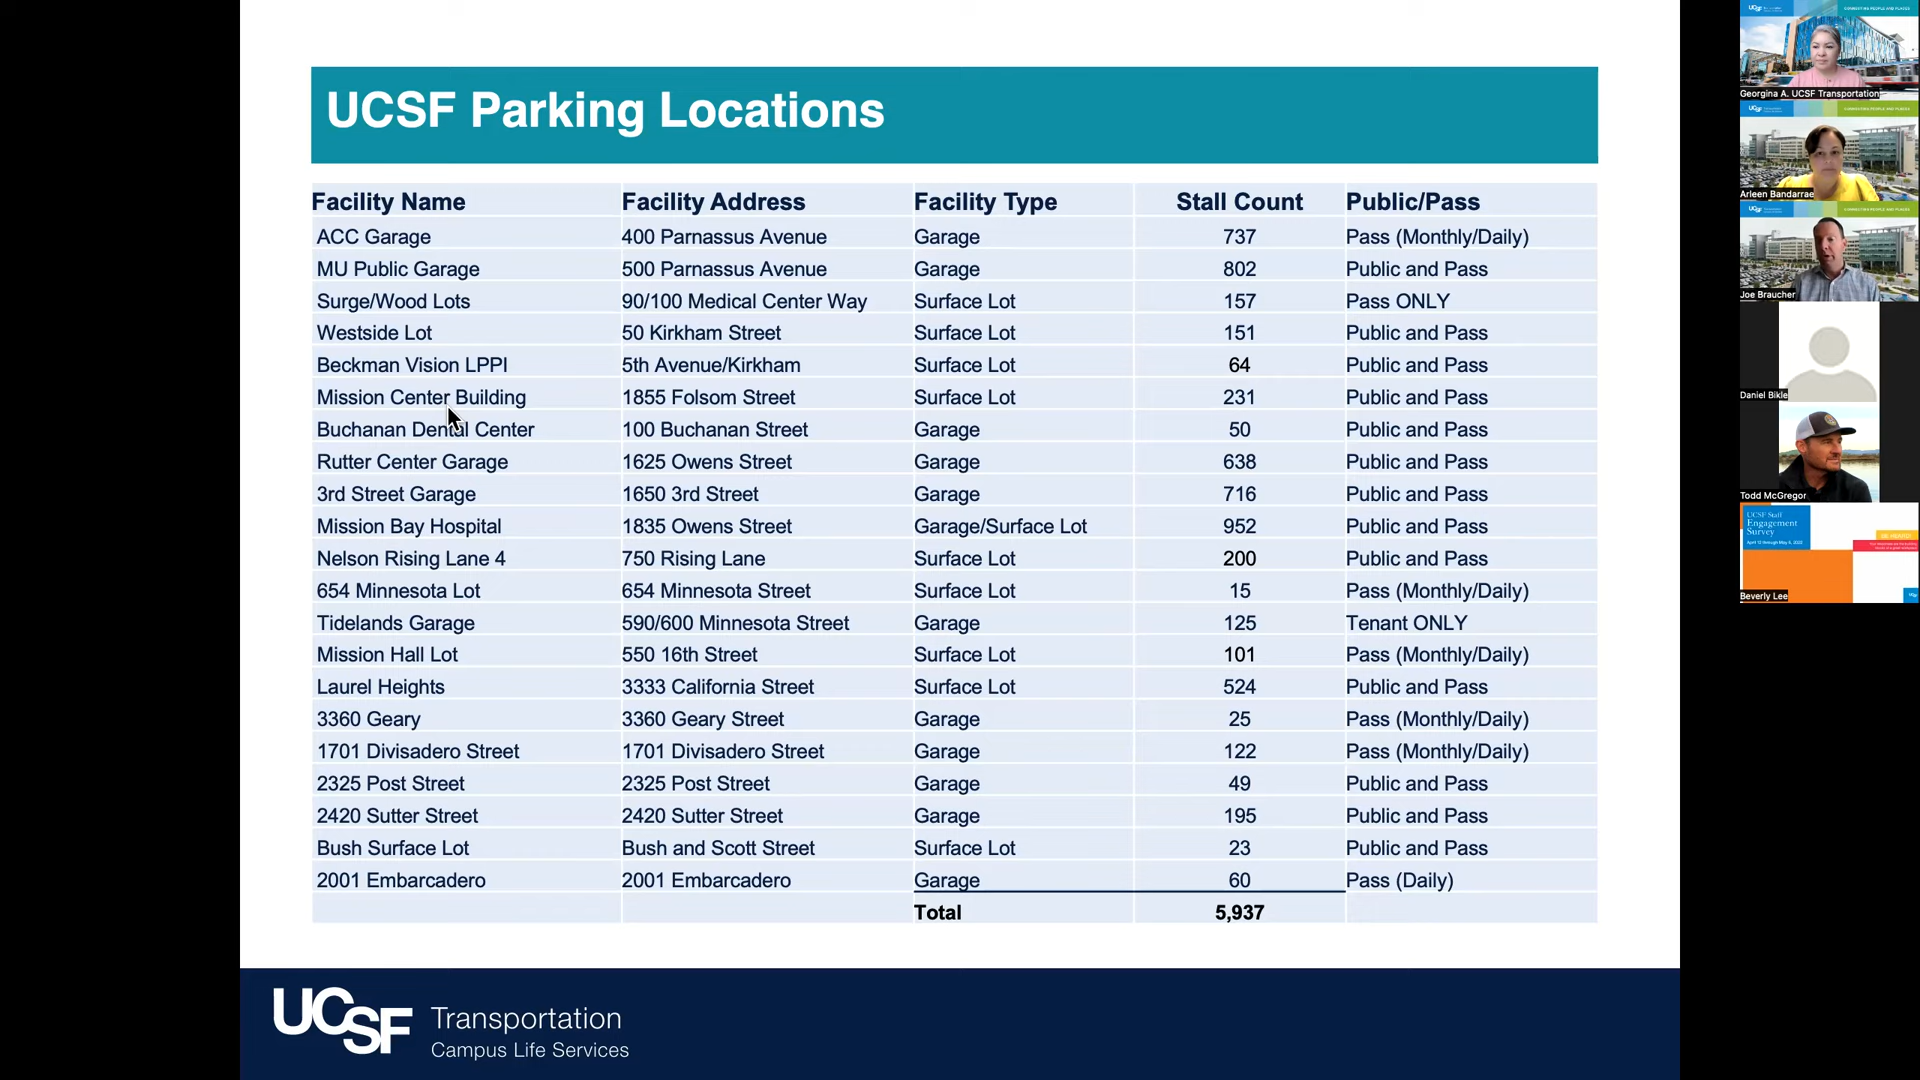 UCSF Parking Locations
Facility Name Facility Address Facility Type Stall Count Public/Pass
ACC Garage 400 Parnassus Avenue Garage 737 Pass (Monthly/Daily)
MU Public Garage 500 Parnassus Avenue Garage 802 Public and Pass
Surge/Wood Lots 90/100 Medical Center Way Surface Lot 157 Pass ONLY
Westside Lot 50 Kirkham Street Surface Lot 151 Public and Pass
Beckman Vision LPPI 5th Avenue/Kirkham Surface Lot 64 Public and Pass
Mission Center Building 1855 Folsom Street Surface Lot 231 Public and Pass
Buchanan Dental Center 100 Buchanan Street Garage 50 Public and Pass
Rutter Center Garage 1625 Owens Street Garage 638 Public and Pass
3rd Street Garage 1650 3rd Street Garage 716 Public and Pass
Mission Bay Hospital 1835 Owens Street Garage/Surface Lot 952 Public and Pass
Nelson Rising Lane 4 750 Rising Lane Surface Lot 200 Public and Pass
654 Minnesota Lot 654 Minnesota Street Surface Lot 15 Pass (Monthly/Daily)
Tidelands Garage 590/600 Minnesota Street Garage 125 Tenant ONLY
Mission Hall Lot 550 16th Street Surface Lot 101 Pass (Monthly/Daily)
Laurel Heights 3333 California Street Surface Lot 524 Public and Pass
3360 Geary 3360 Geary Street Garage 25 Pass (Monthly/Daily)
1701 Divisadero Street 1701 Divisadero Street Garage 122 Pass (Monthly/Daily)
2325 Post Street 2325 Post Street Garage 49 Public and Pass
2420 Sutter Street 2420 Sutter Street Garage 195 Public and Pass
Bush Surface Lot Bush and Scott Street Surface Lot 23 Public and Pass
2001 Embarcadero 2001 Embarcadero Garage 60 Pass (Daily)
Total 5,937
UCSF Transportation
Campus Life Services
Georgina A. UCSF Transportation
Arleen Bandarrae
Joe Braucher
Daniel Bikle
Todd McGregor
UCSF Staff
Engagement
Survey
Beverly Lee